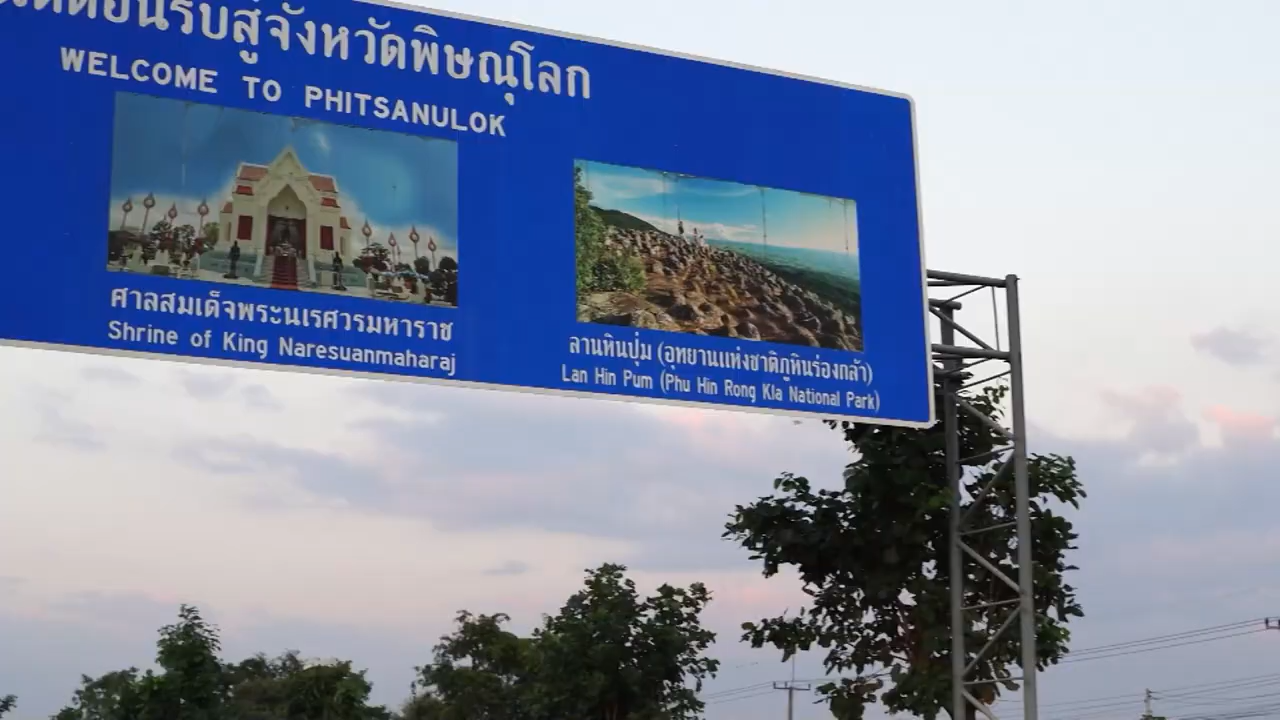 ยินดีต้อนรับสู่จังหวัดพิษณุโลก
WELCOME TO PHITSANULOK
ศาลสมเด็จพระนเรศวรมหาราช
Shrine of King Naresuanmaharaj
ลานหินปุ่ม (อุทยานแห่งชาติภูหินร่องกล้า)
Lan Hin Pum (Phu Hin Rong Kla National Park)